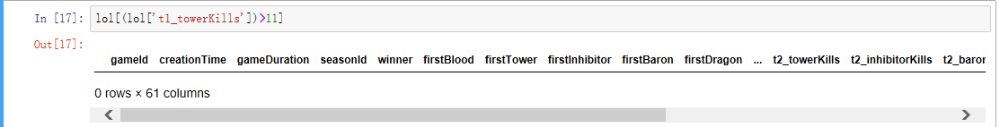 In [17]: lol[(lol['t1_towerKills'])>11]
Out[17]:
gameId creationTime gameDuration seasonId winner firstBlood firstTower firstInhibitor firstBaron firstDragon ... t2_towerKills t2_inhibitorKills t2_baron
0 rows × 61 columns